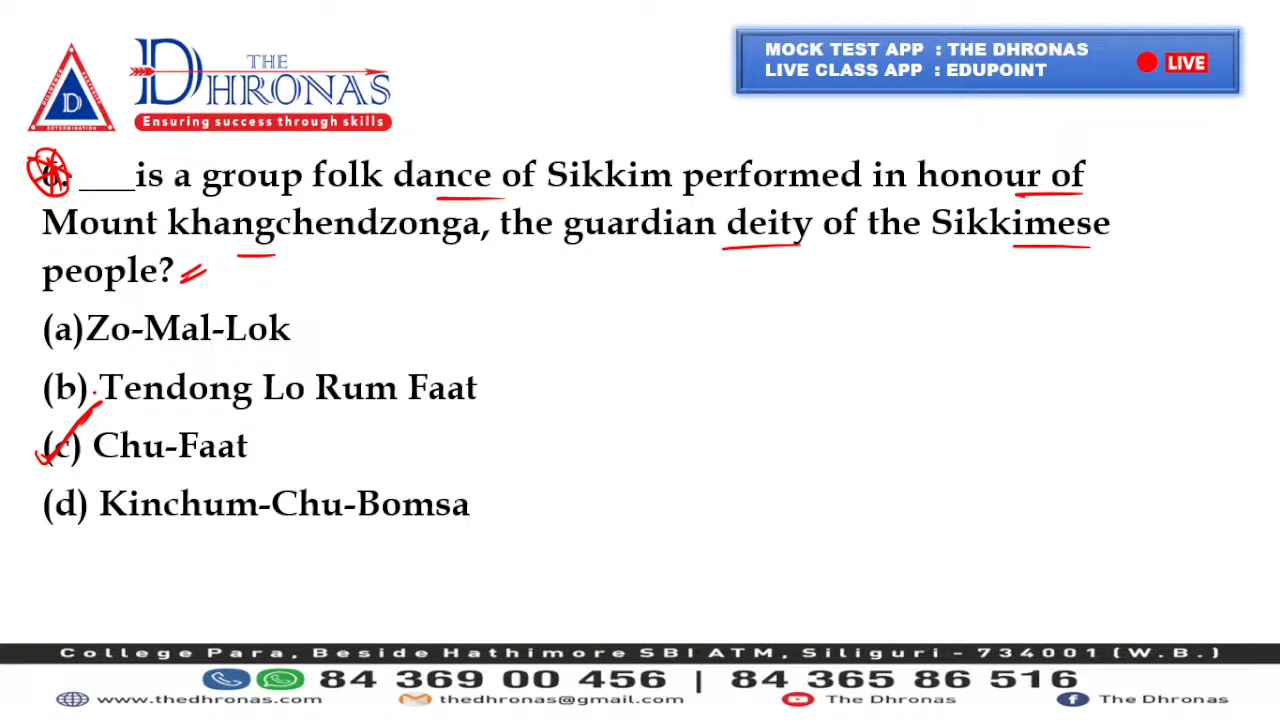 THE
DHRONAS
Ensuring success through skills
D
DETERMINATION
MOCK TEST APP : THE DHRONAS
LIVE CLASS APP : EDUPOINT
LIVE
6. ___is a group folk dance of Sikkim performed in honour of
Mount khangchendzonga, the guardian deity of the Sikkimese
people?
(a)Zo-Mal-Lok
(b) Tendong Lo Rum Faat
(c) Chu-Faat
(d) Kinchum-Chu-Bomsa
College Para, Beside Hathimore SBI ATM, Siliguri - 734001 (W.B.)
84 369 00 456 | 84 365 86 516
www.thedhronas.com thedhronas@gmail.com The Dhronas The Dhronas